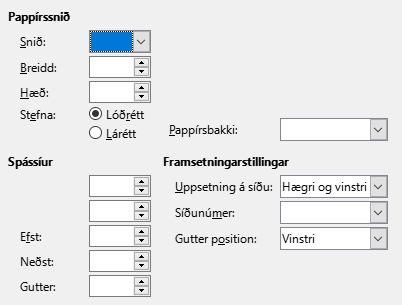 Pappírssnið
Snið:
Breidd:
Hæð:
Stefna: Lóðrétt
Lárétt
Pappírsbakki:
Spássíur
Efst:
Neðst:
Gutter:
Framsetningarstillingar
Uppsetning á síðu: Hægri og vinstri
Síðunúmer:
Gutter position: Vinstri